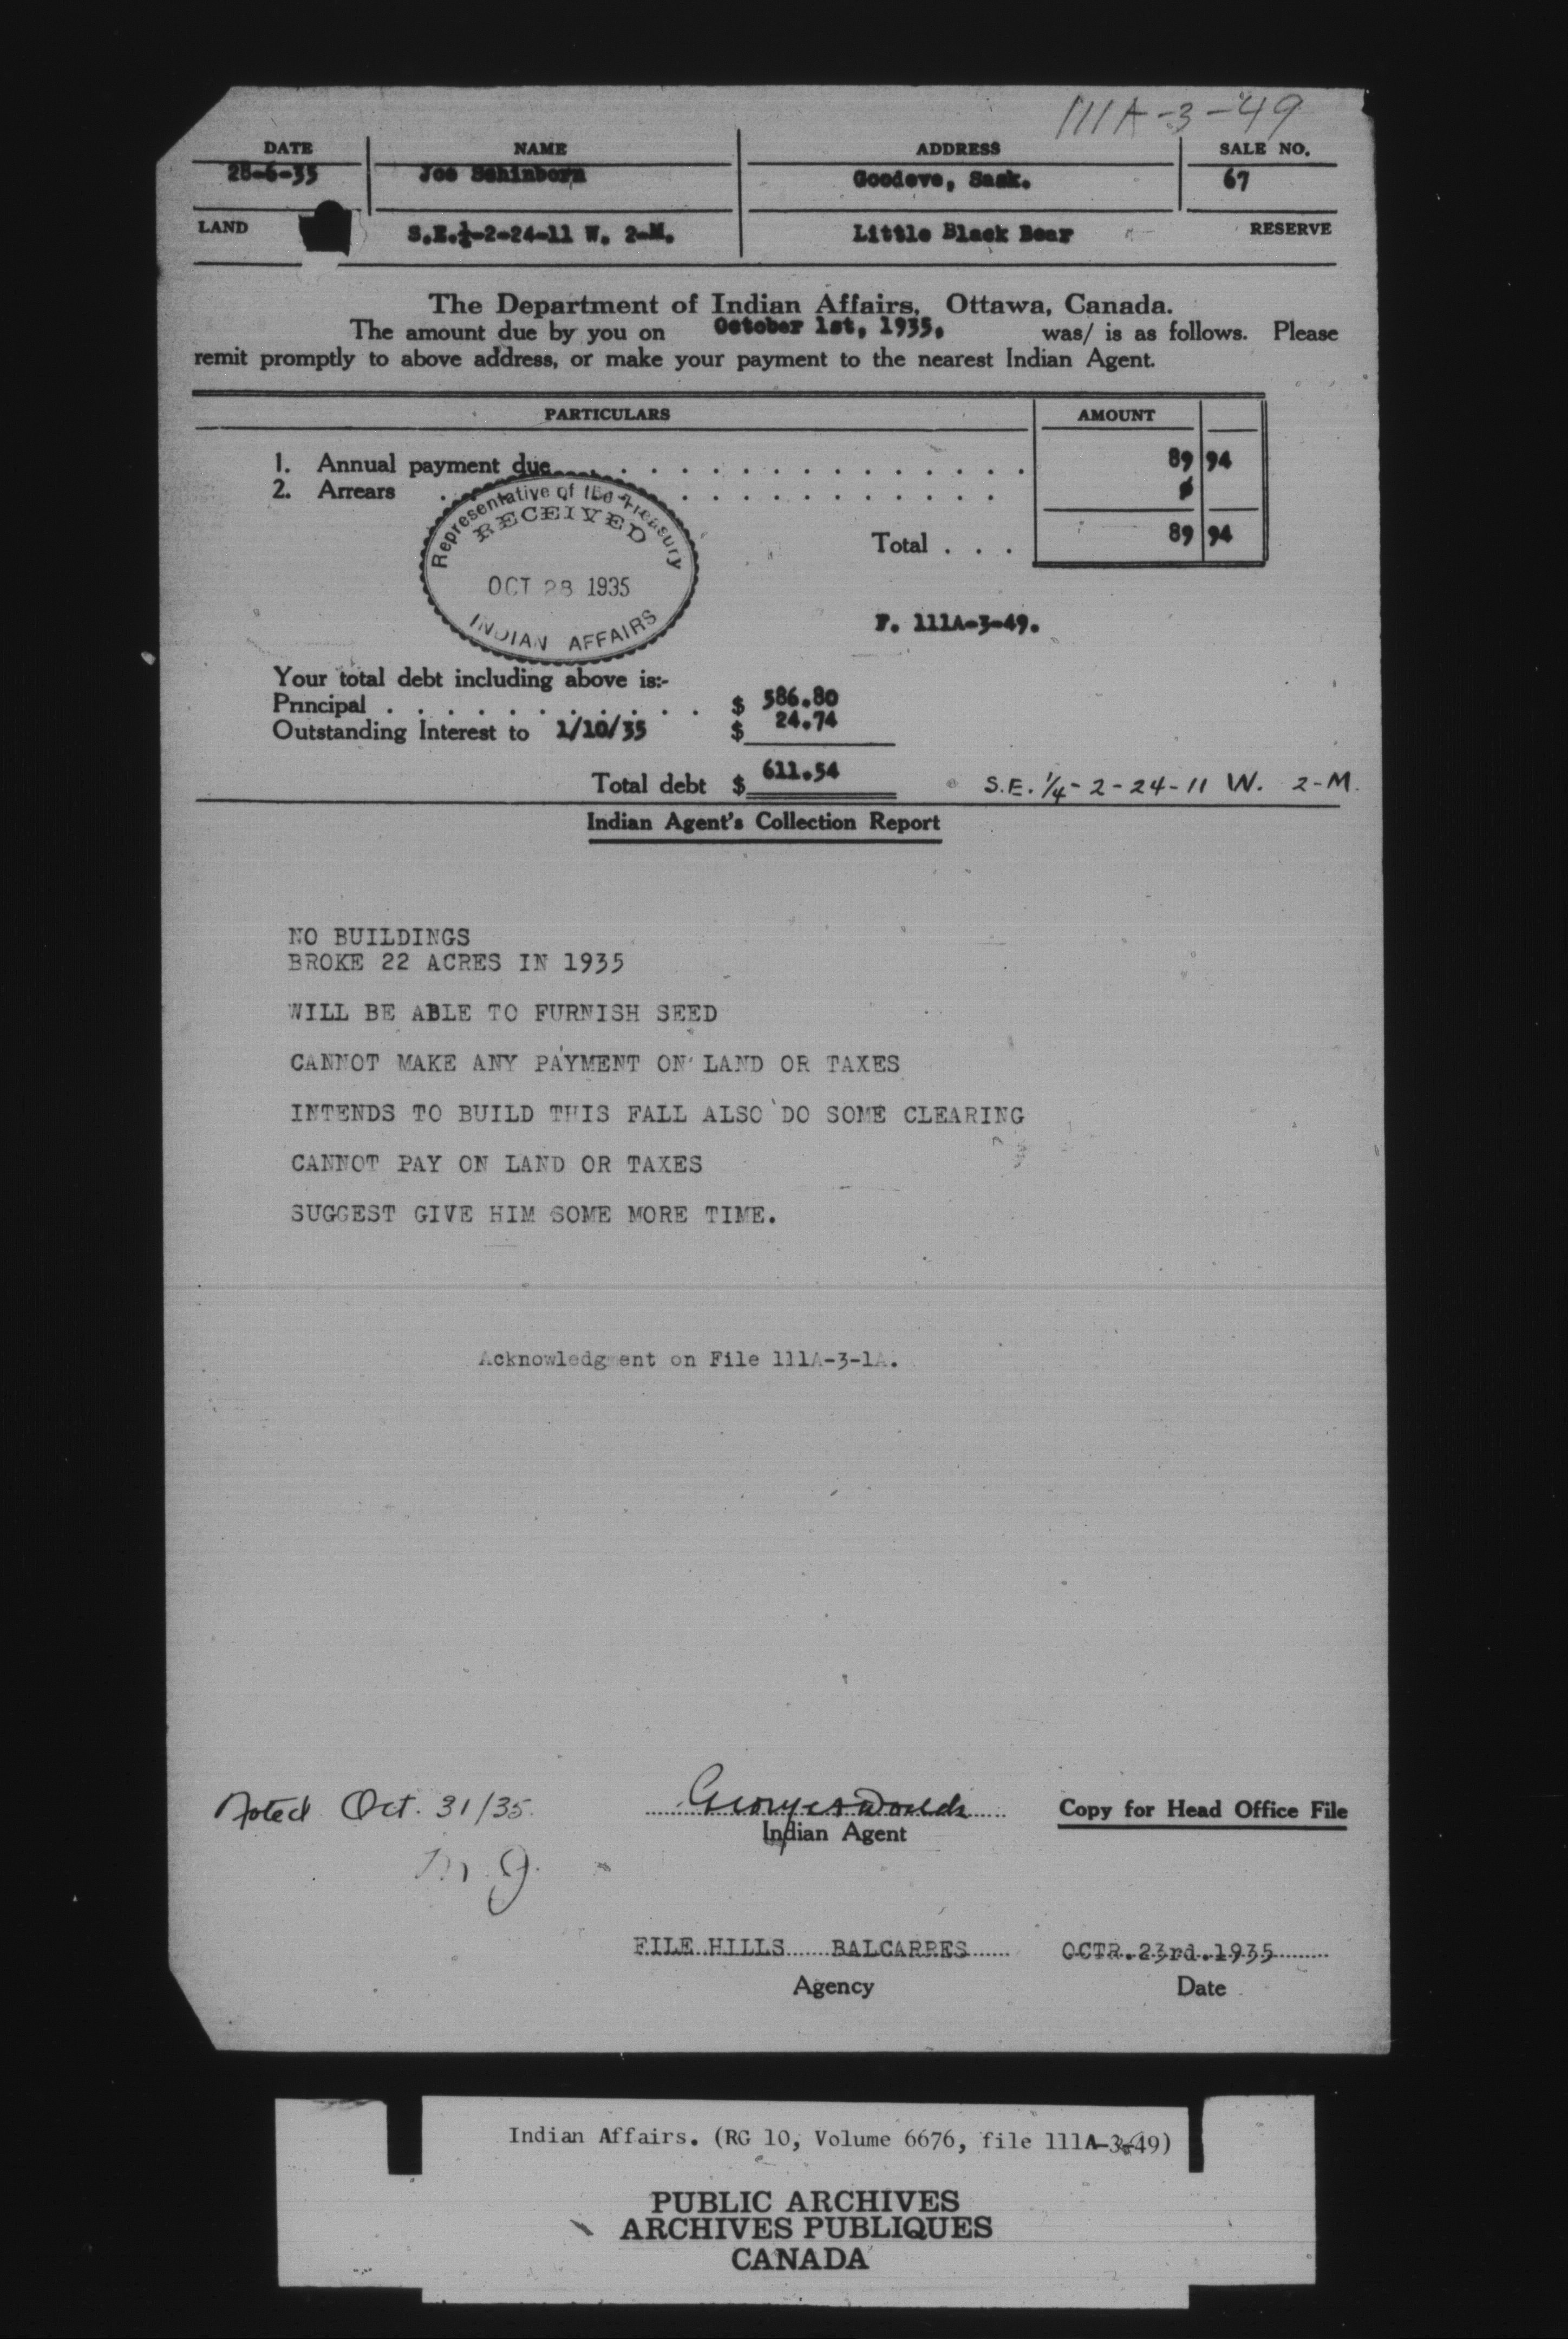 111A-3-49
DATE NAME ADDRESS SALE NO.
28-6-35 Joe Schinborn Goodeve, Sask. 67
LAND S.E.¼-2-24-11 W. 2-M. Little Black Bear RESERVE
The Department of Indian Affairs, Ottawa, Canada.
The amount due by you on October 1st, 1935, was/ is as follows. Please
remit promptly to above address, or make your payment to the nearest Indian Agent.
PARTICULARS AMOUNT
1. Annual payment due . . . . . . . . . . . . . . 89 94
2. Arrears . . . . . . . . . . . .
Total . . . 89 94
Representative of the Treasury
RECEIVED
OCT 28 1935
INDIAN AFFAIRS
F. 111A-3-49.
Your total debt including above is:-
Principal . . . . . . . . . . . $ 586.80
Outstanding Interest to 1/10/35 $ 24.74
Total debt $ 611.54 S.E. 1/4-2-24-11 W. 2-M.
Indian Agent's Collection Report
NO BUILDINGS
BROKE 22 ACRES IN 1935
WILL BE ABLE TO FURNISH SEED
CANNOT MAKE ANY PAYMENT ON LAND OR TAXES
INTENDS TO BUILD THIS FALL ALSO DO SOME CLEARING
CANNOT PAY ON LAND OR TAXES
SUGGEST GIVE HIM SOME MORE TIME.
Acknowledgment on File 111A-3-1A.
Noted Oct. 31/35.
M.G.
Indian Agent
Copy for Head Office File
FILE HILLS BALCARRES OCTR.23rd.1935
Agency Date
Indian Affairs. (RG 10, Volume 6676, file 111A-3-49)
PUBLIC ARCHIVES
ARCHIVES PUBLIQUES
CANADA